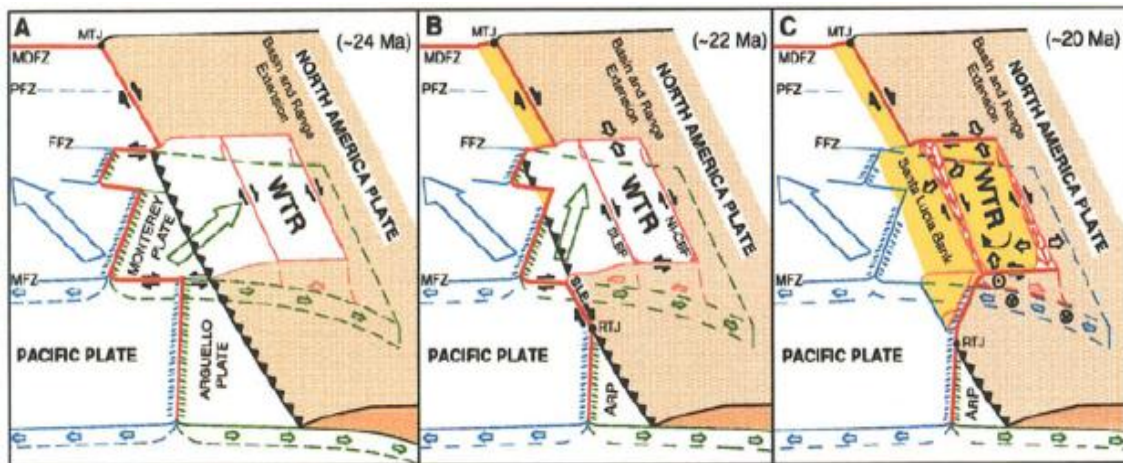 A
MTJ
(~24 Ma)
MDFZ
PFZ
FFZ
MFZ
Basin and Range
Extension
NORTH AMERICA PLATE
WTR
MONTEREY
PLATE
PACIFIC PLATE
ARGUELLO
PLATE
B
MTJ
(~22 Ma)
MDFZ
PFZ
FFZ
MFZ
Basin and Range
Extension
NORTH AMERICA PLATE
WTR
SLBF
SLB
RTJ
PACIFIC PLATE
ARP
C
MTJ
(~20 Ma)
MDFZ
PFZ
FFZ
MFZ
Basin and Range
Extension
NORTH AMERICA PLATE
WTR
Santa Lucia Bank
RTJ
PACIFIC PLATE
ARP